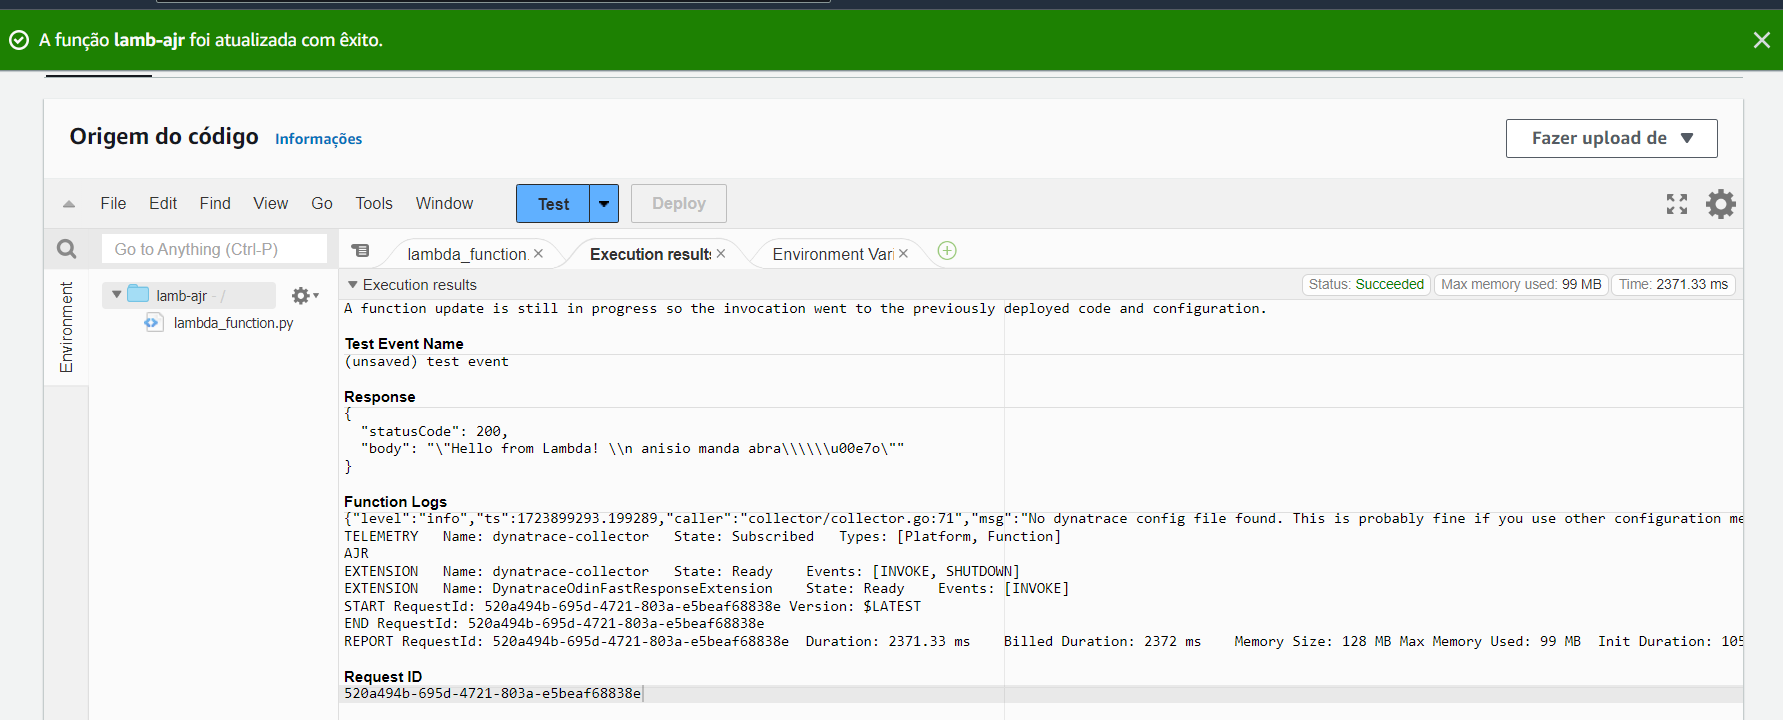 A função lamb-ajr foi atualizada com êxito.
Origem do código Informações
Fazer upload de
File Edit Find View Go Tools Window Test Deploy
Go to Anything (Ctrl-P)
lambda_function. Execution result Environment Vari
Environment
lamb-ajr - /
lambda_function.py
Execution results Status: Succeeded Max memory used: 99 MB Time: 2371.33 ms
A function update is still in progress so the invocation went to the previously deployed code and configuration.
Test Event Name
(unsaved) test event
Response
{
"statusCode": 200,
"body": "\"Hello from Lambda! \\n anisio manda abra\\\\\\u00e7o\""
}
Function Logs
{"level":"info","ts":1723899293.199289,"caller":"collector/collector.go:71","msg":"No dynatrace config file found. This is probably fine if you use other configuration me
TELEMETRY Name: dynatrace-collector State: Subscribed Types: [Platform, Function]
AJR
EXTENSION Name: dynatrace-collector State: Ready Events: [INVOKE, SHUTDOWN]
EXTENSION Name: DynatraceOdinFastResponseExtension State: Ready Events: [INVOKE]
START RequestId: 520a494b-695d-4721-803a-e5beaf68838e Version: $LATEST
END RequestId: 520a494b-695d-4721-803a-e5beaf68838e
REPORT RequestId: 520a494b-695d-4721-803a-e5beaf68838e Duration: 2371.33 ms Billed Duration: 2372 ms Memory Size: 128 MB Max Memory Used: 99 MB Init Duration: 105
Request ID
520a494b-695d-4721-803a-e5beaf68838e